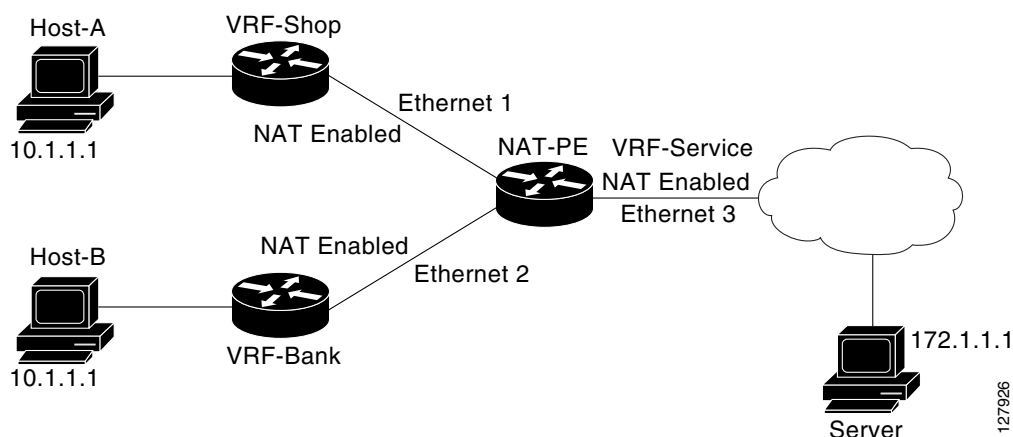 Host-A
VRF-Shop
Ethernet 1
NAT Enabled
10.1.1.1
NAT-PE
VRF-Service
NAT Enabled
Ethernet 3
NAT Enabled
Ethernet 2
Host-B
VRF-Bank
10.1.1.1
172.1.1.1
Server
127926